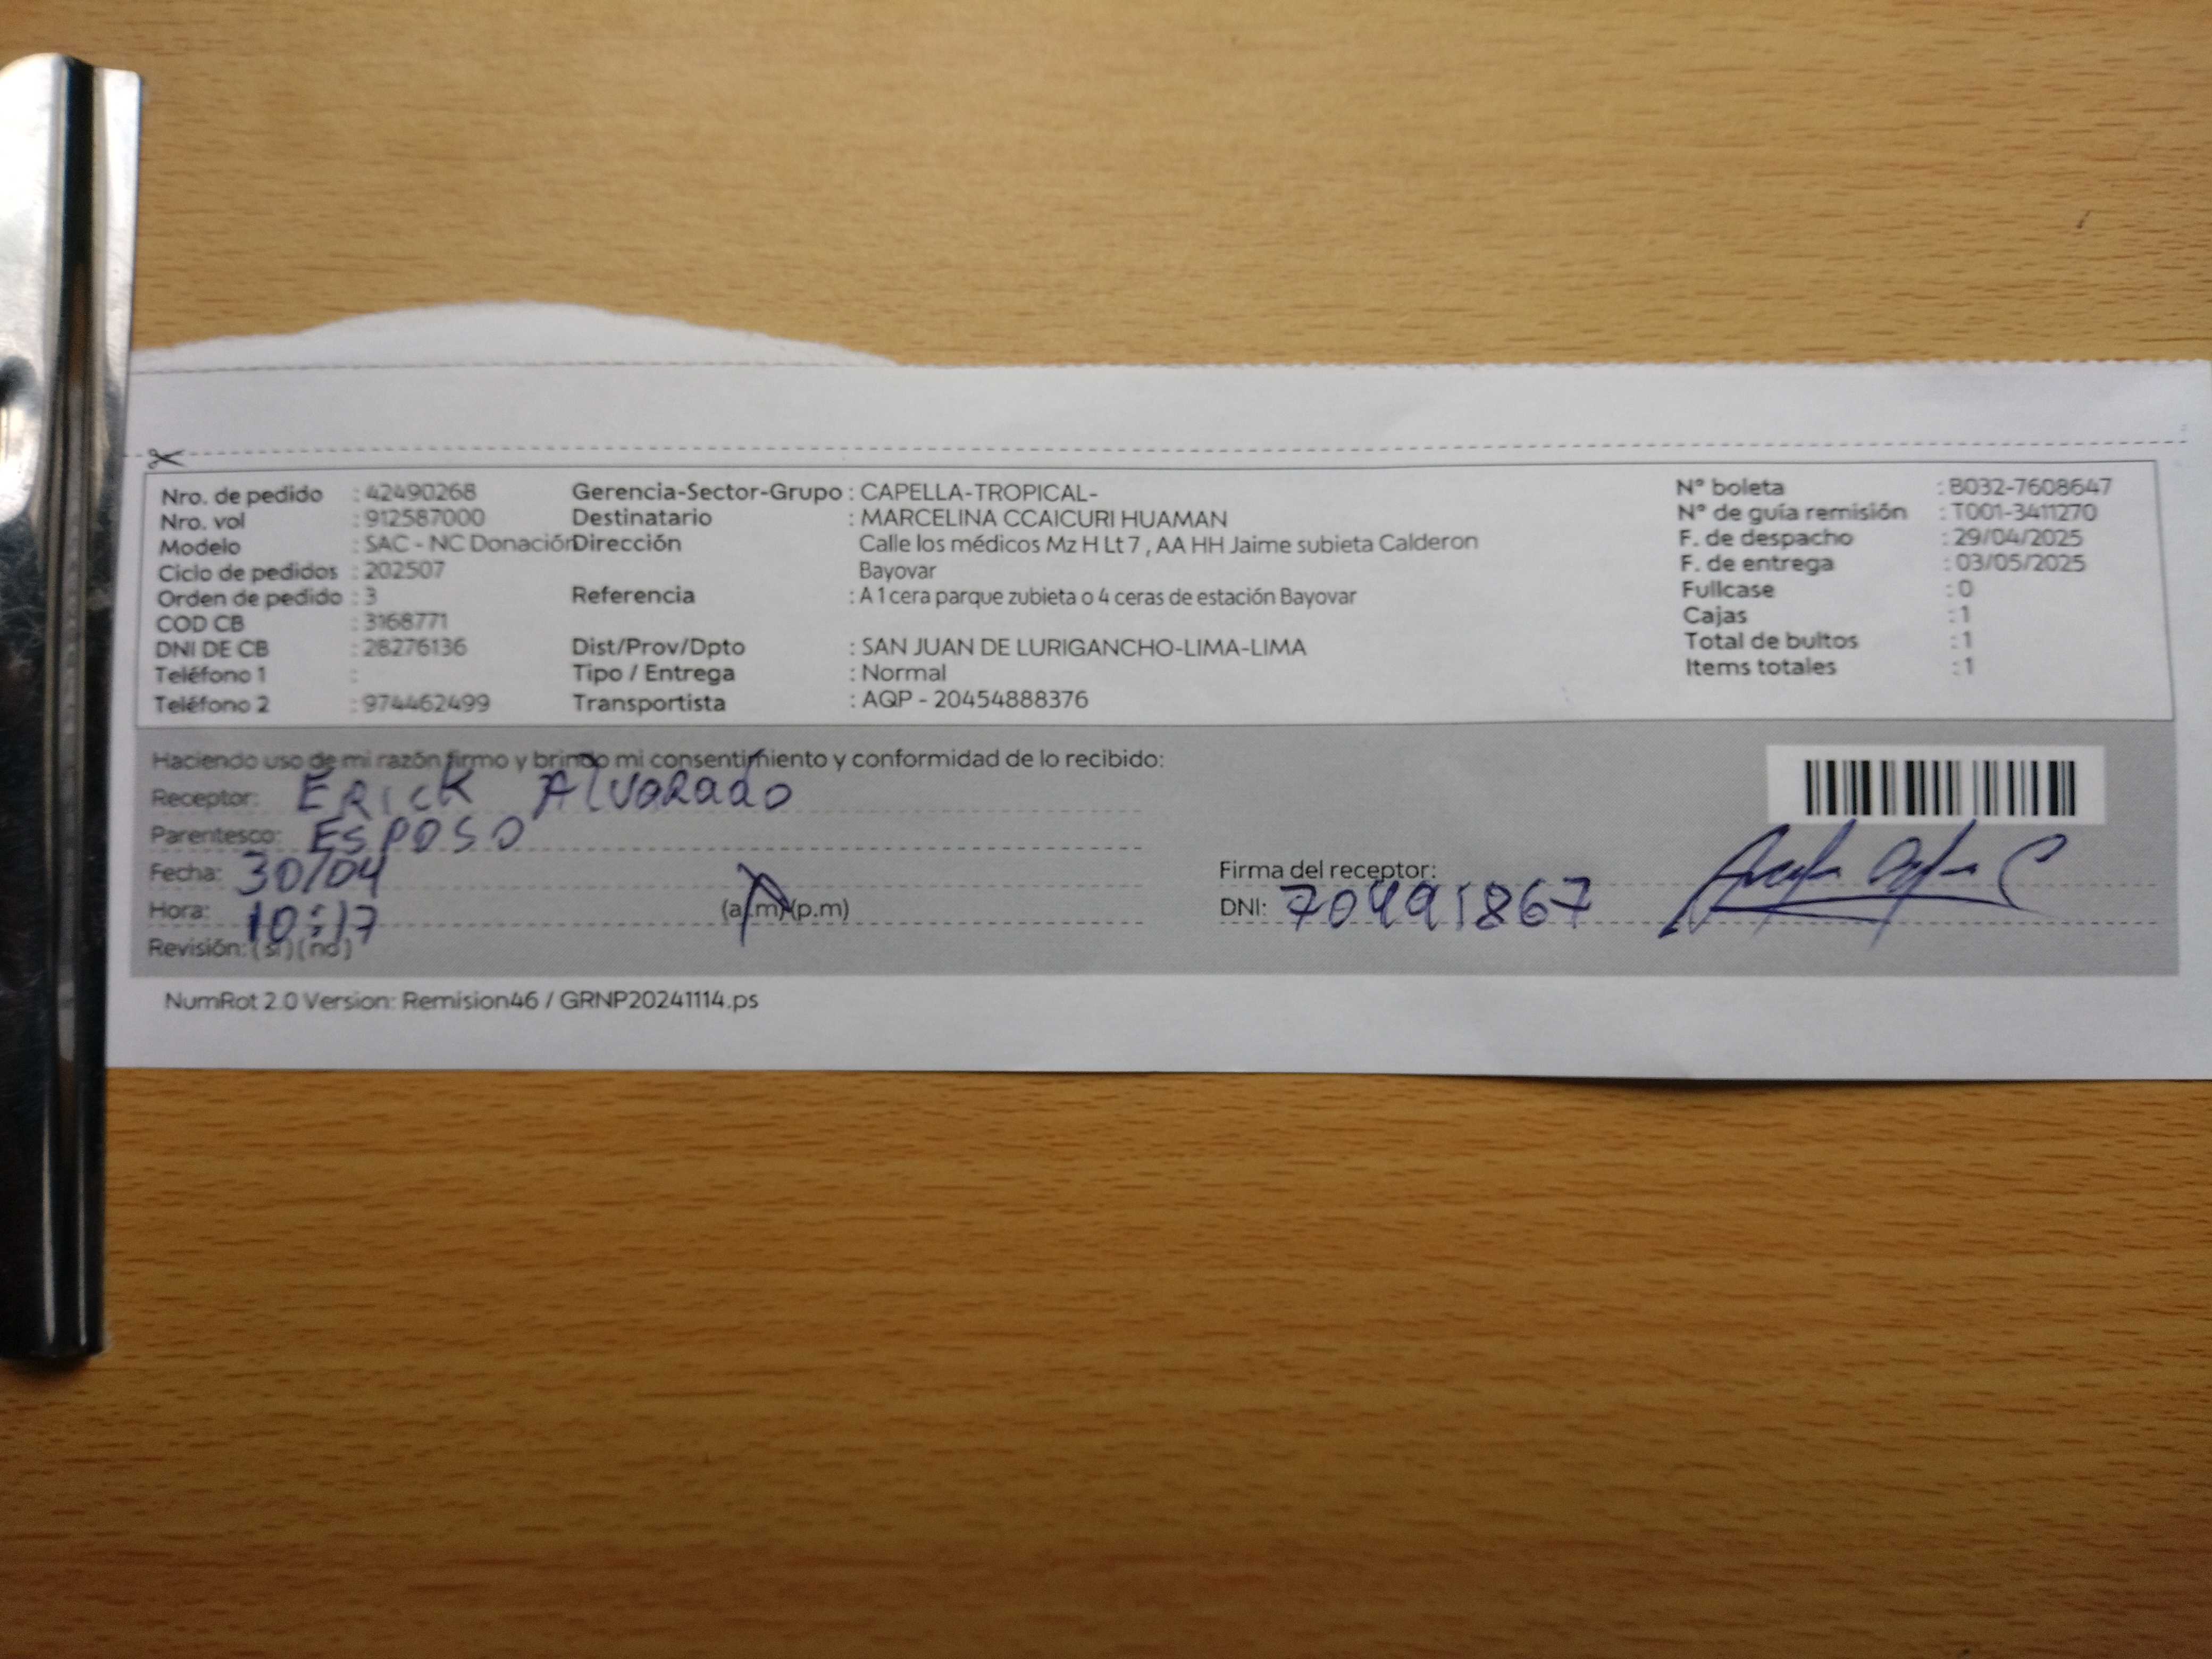 Nro. de pedido : 42490268 Gerencia-Sector-Grupo : CAPELLA-TROPICAL- N° boleta : B032-7608647
Nro. vol : 912587000 Destinatario : MARCELINA CCAICURI HUAMAN N° de guía remisión : T001-3411270
Modelo : SAC - NC Donación Dirección Calle los médicos Mz H Lt 7 , AA HH Jaime subieta Calderon F. de despacho : 29/04/2025
Ciclo de pedidos : 202507 Bayovar F. de entrega : 03/05/2025
Orden de pedido : 3 Referencia : A 1 cera parque zubieta o 4 ceras de estación Bayovar Fullcase : 0
COD CB : 3168771 Cajas : 1
DNI DE CB : 28276136 Dist/Prov/Dpto : SAN JUAN DE LURIGANCHO-LIMA-LIMA Total de bultos : 1
Teléfono 1 : Tipo / Entrega : Normal Items totales : 1
Teléfono 2 : 974462499 Transportista : AQP - 20454888376
Haciendo uso de mi razón firmo y brindo mi consentimiento y conformidad de lo recibido:
Receptor: Erick Alvarado
Parentesco: ESPOSO
Fecha: 30/04 Firma del receptor:
Hora: 10:17 (a.m) (p.m) DNI: 70491867
Revisión: (si) (no)
NumRot 2.0 Version: Remision46 / GRNP20241114.ps